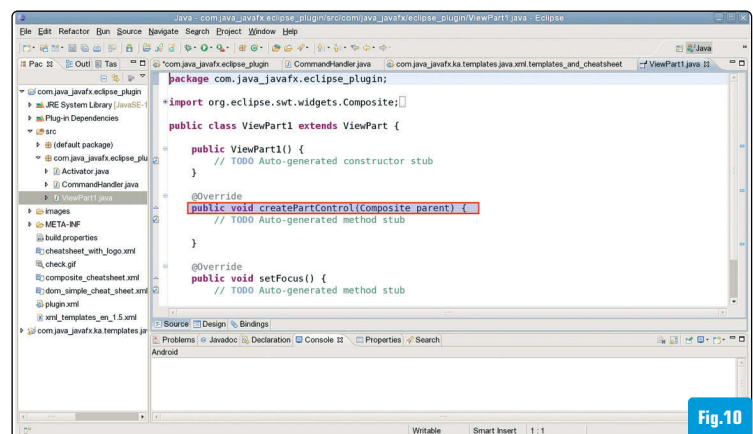 Java - com.java_javafx.eclipse_plugin/src/com/java_javafx/eclipse_plugin/ViewPart1.java - Eclipse
File Edit Refactor Run Source Navigate Search Project Window Help
Java
Pac Outl Tas
*com.java_javafx.eclipse_plugin CommandHandler.java com.java_javafx.ka.templates.java.xml.templates_and_cheatsheet ViewPart1.java
com.java_javafx.eclipse_plugin
JRE System Library [JavaSE-1
Plug-in Dependencies
src
(default package)
com.java_javafx.eclipse_plu
Activator.java
CommandHandler.java
ViewPart1.java
images
META-INF
build.properties
cheatsheet_with_logo.xml
check.gif
composite_cheatsheet.xml
dom_simple_cheat_sheet.xml
plugin.xml
xml_templates_en_1.5.xml
com.java_javafx.ka.templates.jav
package com.java_javafx.eclipse_plugin;
import org.eclipse.swt.widgets.Composite;
public class ViewPart1 extends ViewPart {
public ViewPart1() {
// TODO Auto-generated constructor stub
}
@Override
public void createPartControl(Composite parent) {
// TODO Auto-generated method stub
}
@Override
public void setFocus() {
// TODO Auto-generated method stub
Source Design Bindings
Problems Javadoc Declaration Console Properties Search
Android
Writable Smart Insert 1 : 1
Fig.10